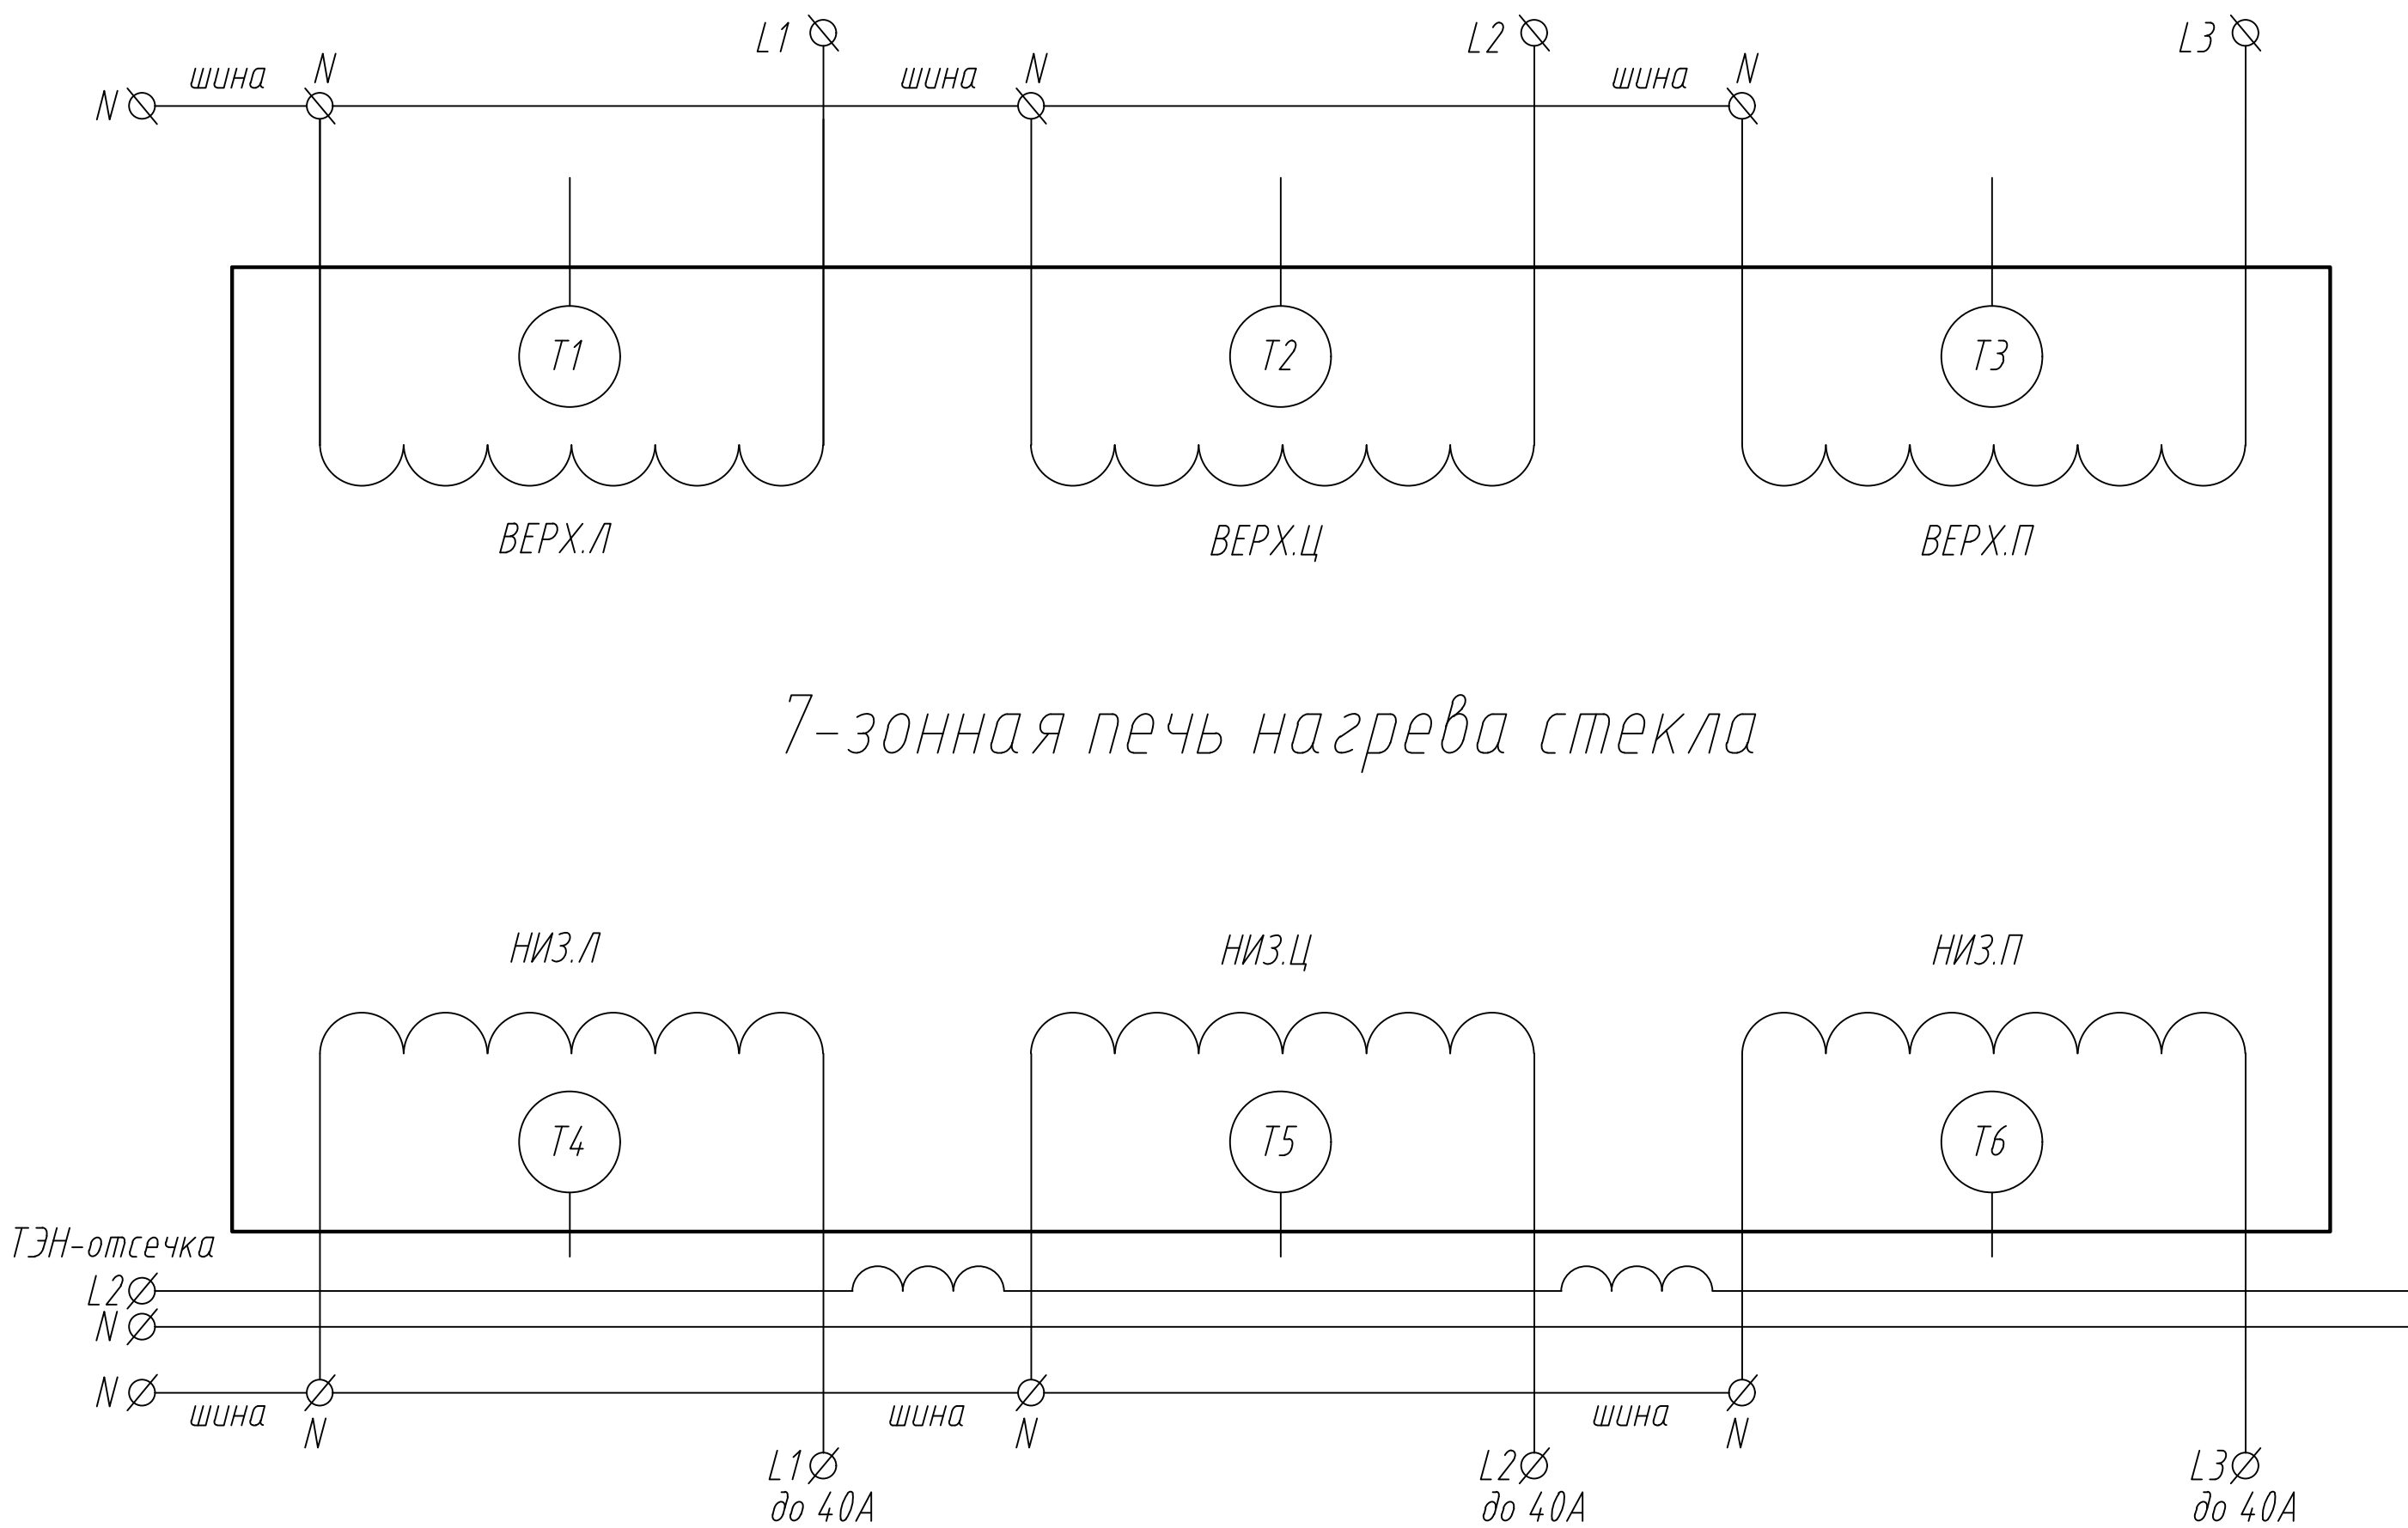 L1 L2 L3
N шина N шина N шина N
T1 T2 T3
ВЕРХ.Л ВЕРХ.Ц ВЕРХ.П
7-зонная печь нагрева стекла
НИЗ.Л НИЗ.Ц НИЗ.П
T4 T5 T6
ТЭН-отсечка
L2
N
N шина N шина N шина N
L1 L2 L3
до 40А до 40А до 40А